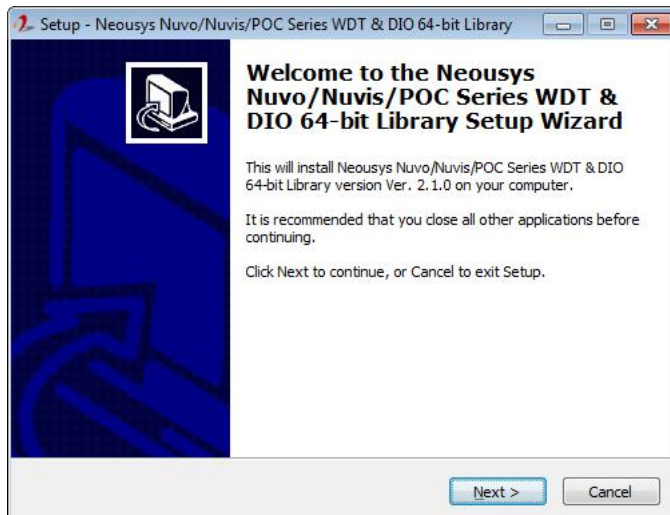 Setup - Neousys Nuvo/Nuvis/POC Series WDT & DIO 64-bit Library
Welcome to the Neousys
Nuvo/Nuvis/POC Series WDT &
DIO 64-bit Library Setup Wizard
This will install Neousys Nuvo/Nuvis/POC Series WDT & DIO
64-bit Library version Ver. 2.1.0 on your computer.
It is recommended that you close all other applications before
continuing.
Click Next to continue, or Cancel to exit Setup.
Next >
Cancel